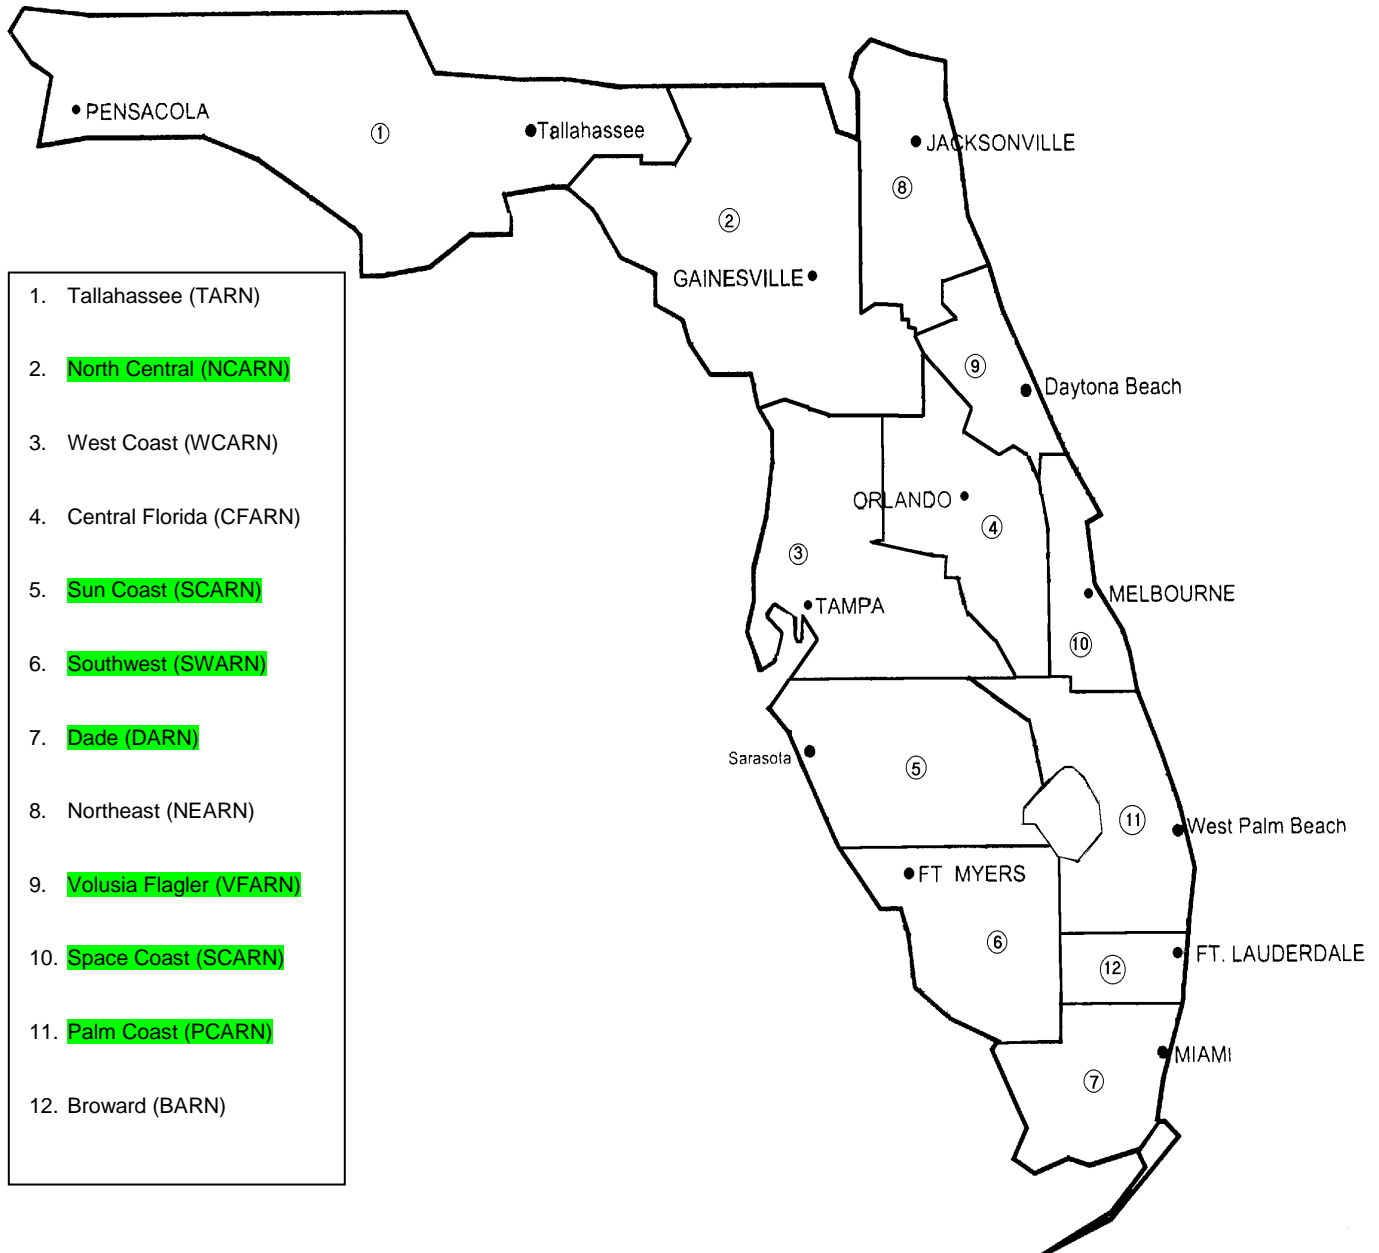 PENSACOLA
①
Tallahassee
JACKSONVILLE
⑧
②
GAINESVILLE
⑨
Daytona Beach
ORLANDO
④
③
TAMPA
MELBOURNE
⑩
Sarasota
⑤
⑪
West Palm Beach
FT MYERS
⑥
FT. LAUDERDALE
⑫
MIAMI
⑦
1. Tallahassee (TARN)
2. North Central (NCARN)
3. West Coast (WCARN)
4. Central Florida (CFARN)
5. Sun Coast (SCARN)
6. Southwest (SWARN)
7. Dade (DARN)
8. Northeast (NEARN)
9. Volusia Flagler (VFARN)
10. Space Coast (SCARN)
11. Palm Coast (PCARN)
12. Broward (BARN)